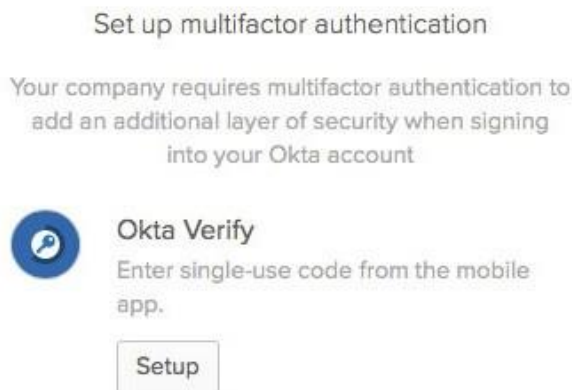 Set up multifactor authentication
Your company requires multifactor authentication to
add an additional layer of security when signing
into your Okta account
Okta Verify
Enter single-use code from the mobile
app.
Setup